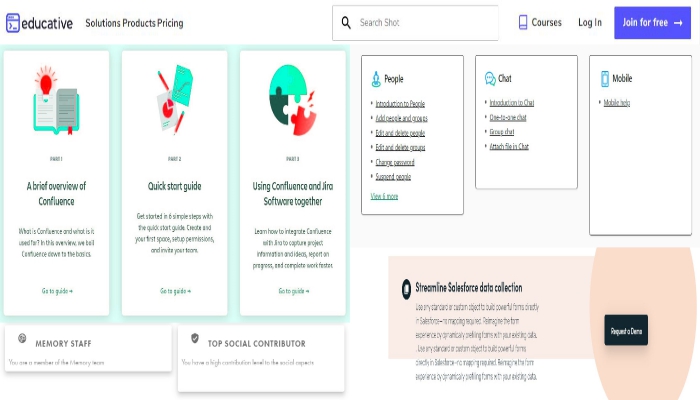 educative
Solutions Products Pricing
Search Shot
Courses
Log In
Join for free →
PART 1
A brief overview of
Confluence
What is Confluence and what is it
used for? In this overview, we boil
Confluence down to the basics.
Go to guide →
PART 2
Quick start guide
Get started in 6 simple steps with
the quick start guide. Create and
your first space, setup permissions,
and invite your team.
Go to guide →
PART 3
Using Confluence and Jira
Software together
Learn how to integrate Confluence
with Jira to capture project
information and ideas, report on
progress, and complete work faster.
Go to guide →
MEMORY STAFF
You are a member of the Memory team
TOP SOCIAL CONTRIBUTOR
You have a high contribution level to the social aspects
People
Introduction to People
Add people and groups
Edit and delete people
Edit and delete groups
Change password
Suspend people
View 6 more
Chat
Introduction to Chat
One-to-one chat
Group chat
Attach file in Chat
Mobile
Mobile help
Streamline Salesforce data collection
Use any standard or custom object to build powerful forms directly
in Salesforce—no mapping required. Reimagine the form
experience by dynamically prefilling forms with your existing data.
. Use any standard or custom object to build powerful forms
directly in Salesforce—no mapping required. Reimagine the form
experience by dynamically prefilling forms with your existing data.
Request a Demo